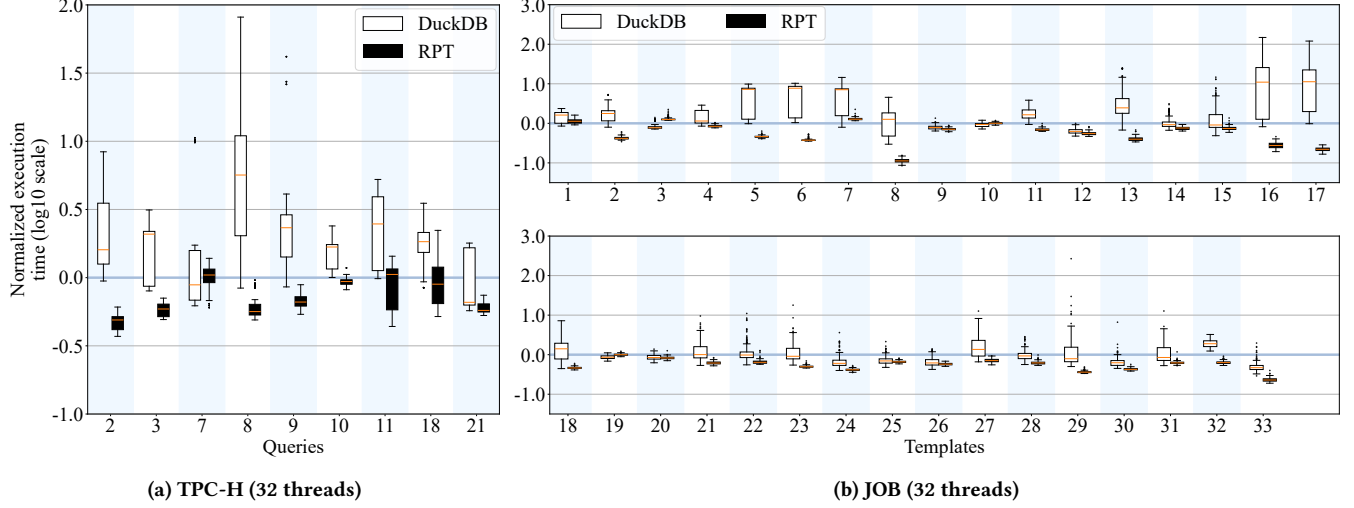 Normalized execution
time (log10 scale)
2.0
1.5
1.0
0.5
0.0
-0.5
-1.0
DuckDB
RPT
2 3 7 8 9 10 11 18 21
Queries
(a) TPC-H (32 threads)
3.0
2.0
1.0
0.0
-1.0
DuckDB RPT
1 2 3 4 5 6 7 8 9 10 11 12 13 14 15 16 17
3.0
2.0
1.0
0.0
-1.0
18 19 20 21 22 23 24 25 26 27 28 29 30 31 32 33
Templates
(b) JOB (32 threads)